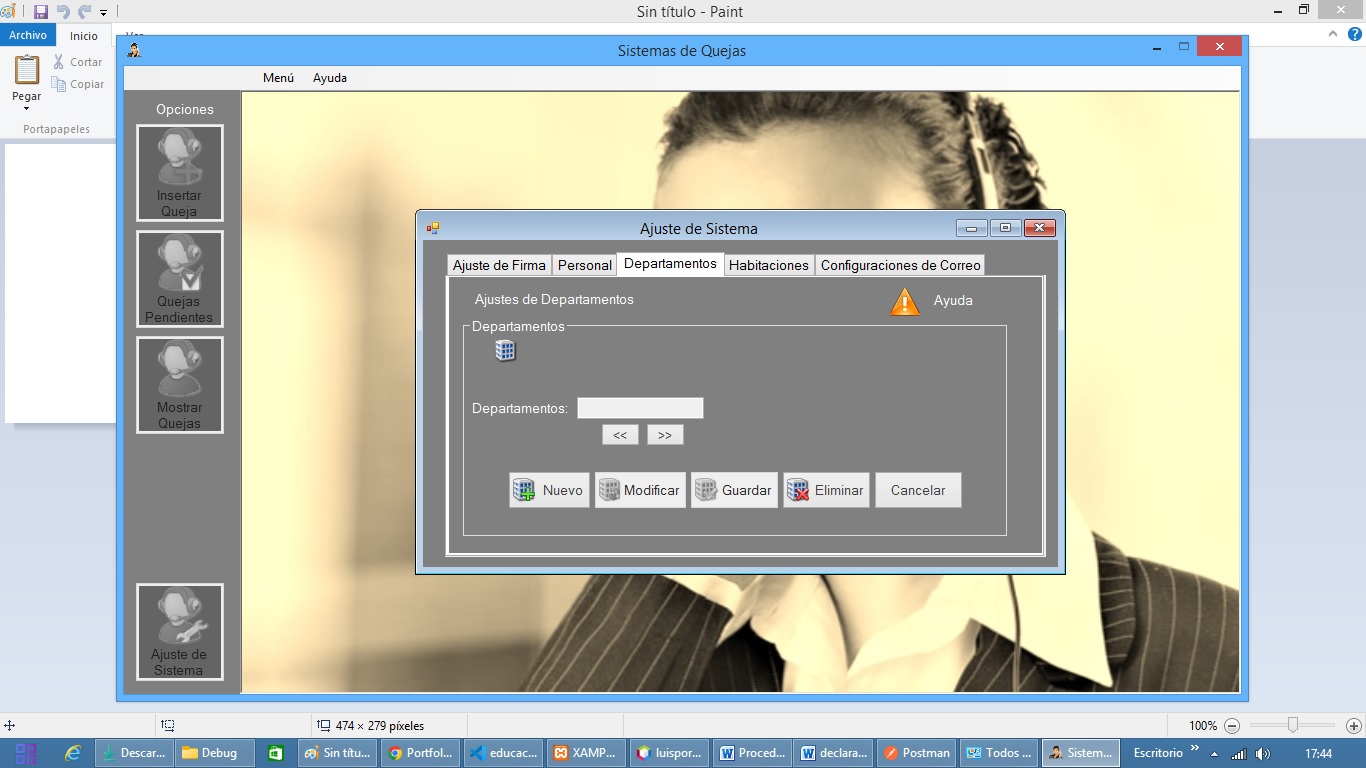 Sin título - Paint
Archivo
Inicio
Pegar
Cortar
Copiar
Portapapeles
Sistemas de Quejas
Menú
Ayuda
Opciones
Insertar
Queja
Quejas
Pendientes
Mostrar
Quejas
Ajuste de
Sistema
Ajuste de Sistema
Ajuste de Firma
Personal
Departamentos
Habitaciones
Configuraciones de Correo
Ajustes de Departamentos
Ayuda
Departamentos
Departamentos:
<<
>>
Nuevo
Modificar
Guardar
Eliminar
Cancelar
474 × 279 píxeles
100%
Descar...
Debug
Sin títu...
Portfol...
educac...
XAMP...
luispor...
Proced...
declara...
Postman
Todos ...
Sistem...
Escritorio
17:44